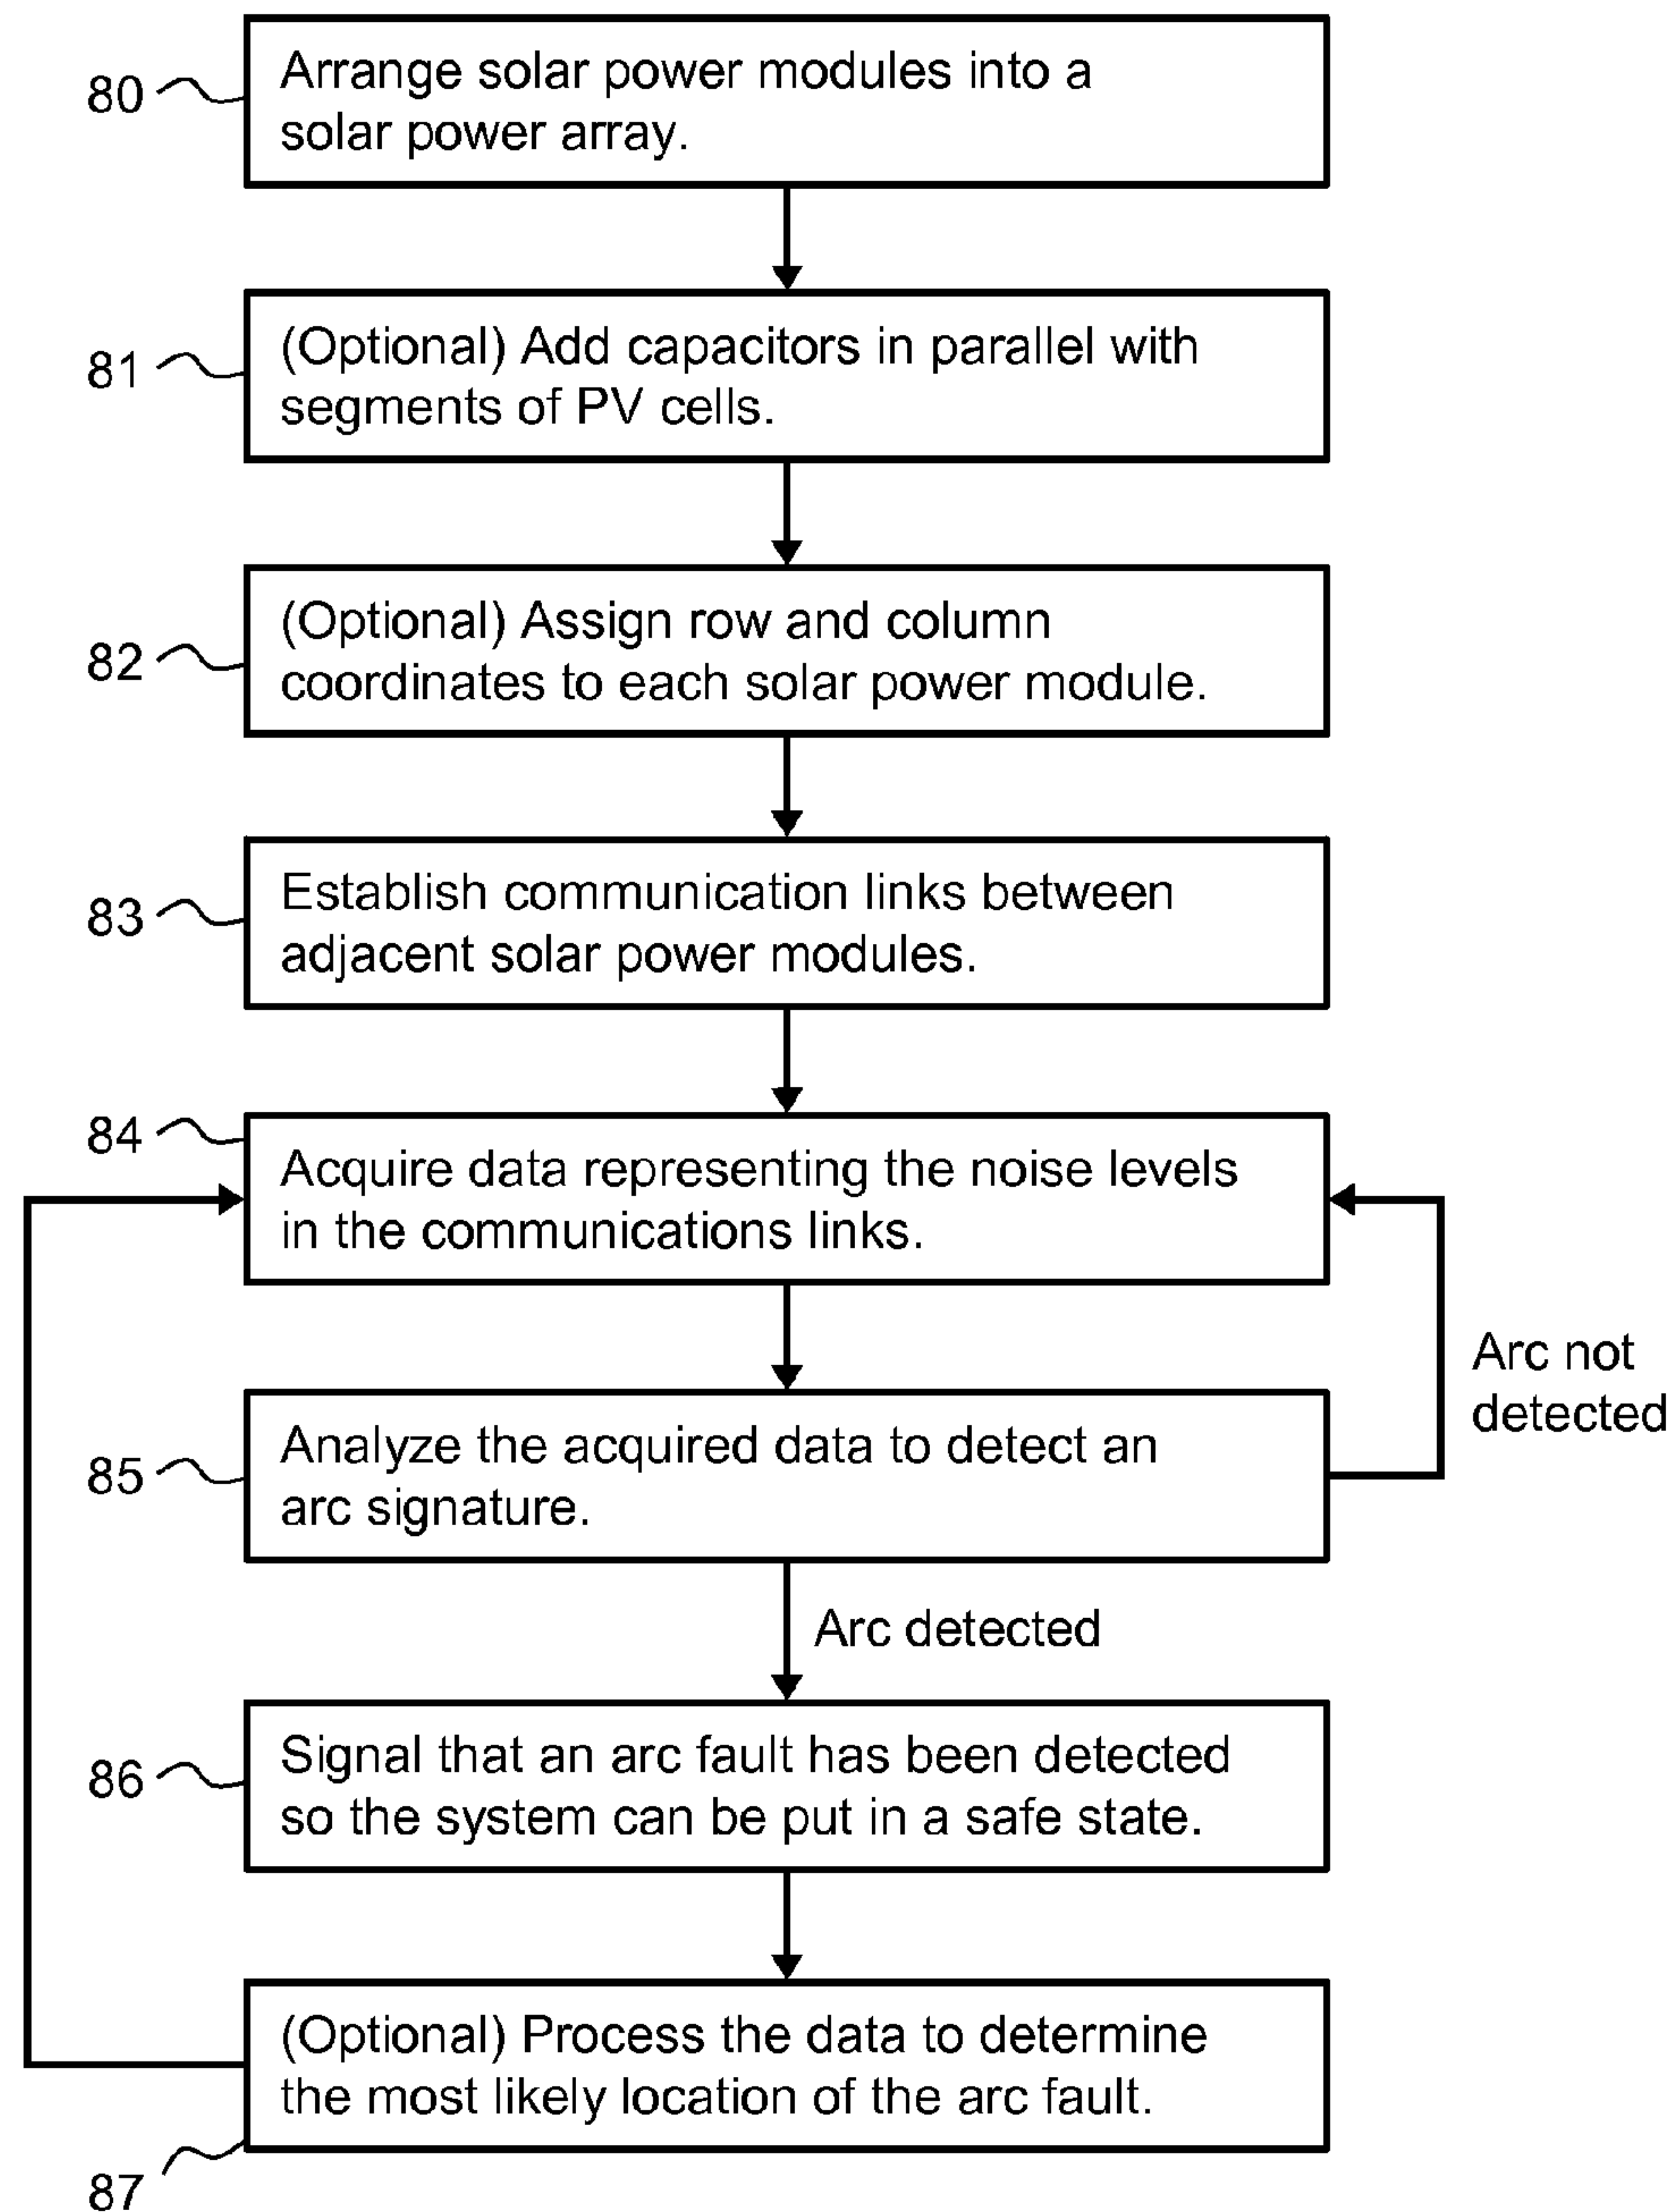 80
Arrange solar power modules into a
solar power array.
81
(Optional) Add capacitors in parallel with
segments of PV cells.
82
(Optional) Assign row and column
coordinates to each solar power module.
83
Establish communication links between
adjacent solar power modules.
84
Acquire data representing the noise levels
in the communications links.
Arc not
detected
85
Analyze the acquired data to detect an
arc signature.
Arc detected
86
Signal that an arc fault has been detected
so the system can be put in a safe state.
(Optional) Process the data to determine
the most likely location of the arc fault.
87